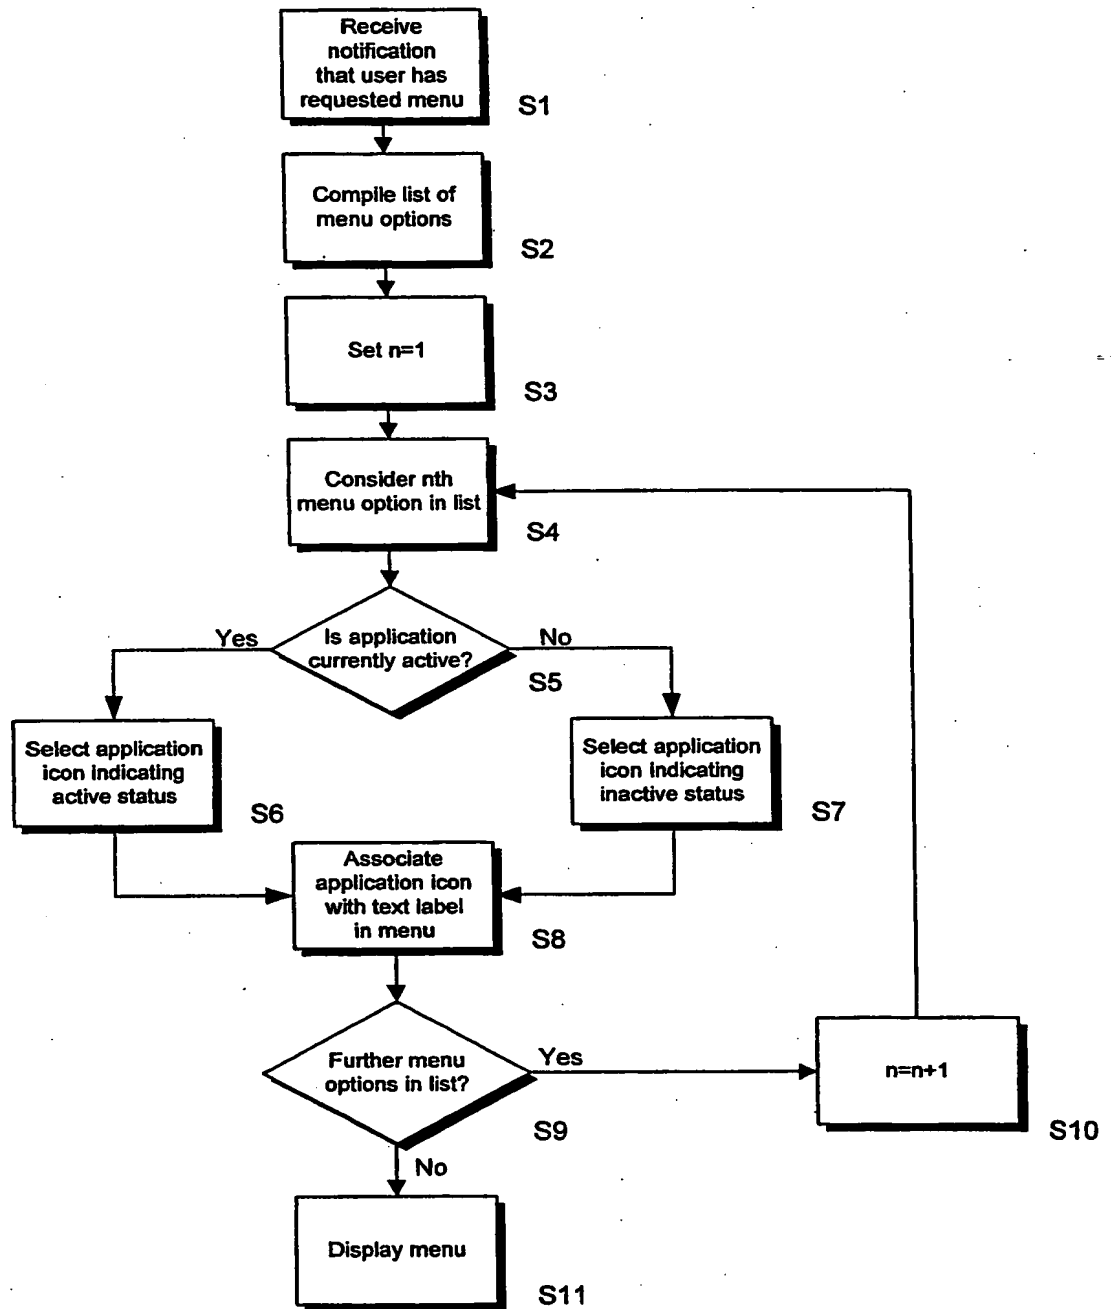 Receive
notification
that user has
requested menu
S1
Compile list of
menu options
S2
Set n=1
S3
Consider nth
menu option in list
S4
Is application
currently active?
Yes
No
S5
Select application
icon indicating
active status
S6
Select application
icon indicating
inactive status
S7
Associate
application icon
with text label
in menu
S8
Further menu
options in list?
Yes
S9
n=n+1
S10
No
Display menu
S11